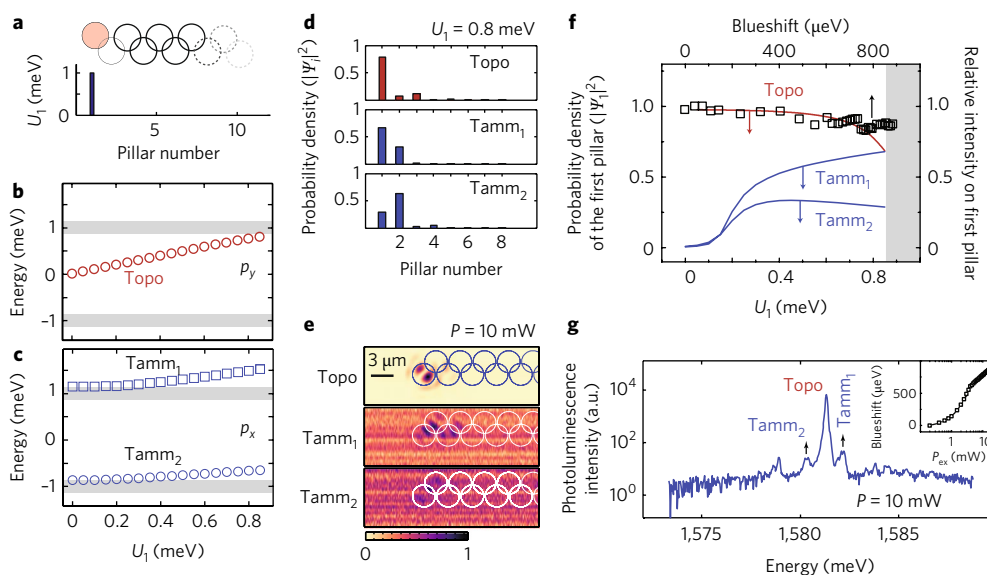 a
U1 (meV)
1
0
5
10
Pillar number
b
Energy (meV)
1
0
−1
Topo
py
c
Energy (meV)
1
0
−1
Tamm1
px
Tamm2
0
0.2
0.4
0.6
0.8
U1 (meV)
d
U1 = 0.8 meV
Probability density (|Ψi|2)
1
0.5
Topo
1
0.5
Tamm1
1
0.5
Tamm2
2
4
6
8
Pillar number
e
P = 10 mW
3 μm
Topo
Tamm1
Tamm2
0
1
f
Blueshift (μeV)
0
400
800
Probability density
of the first pillar (|Ψ1|2)
1.0
0.5
0
Topo
Tamm1
Tamm2
1.0
0.5
0
Relative intensity on first pillar
0
0.4
0.8
U1 (meV)
g
Photoluminescence
intensity (a.u.)
104
102
100
Topo
Tamm2
Tamm1
Blueshift (μeV)
500
0
1
10
Pex (mW)
P = 10 mW
1,575
1,580
1,585
Energy (meV)